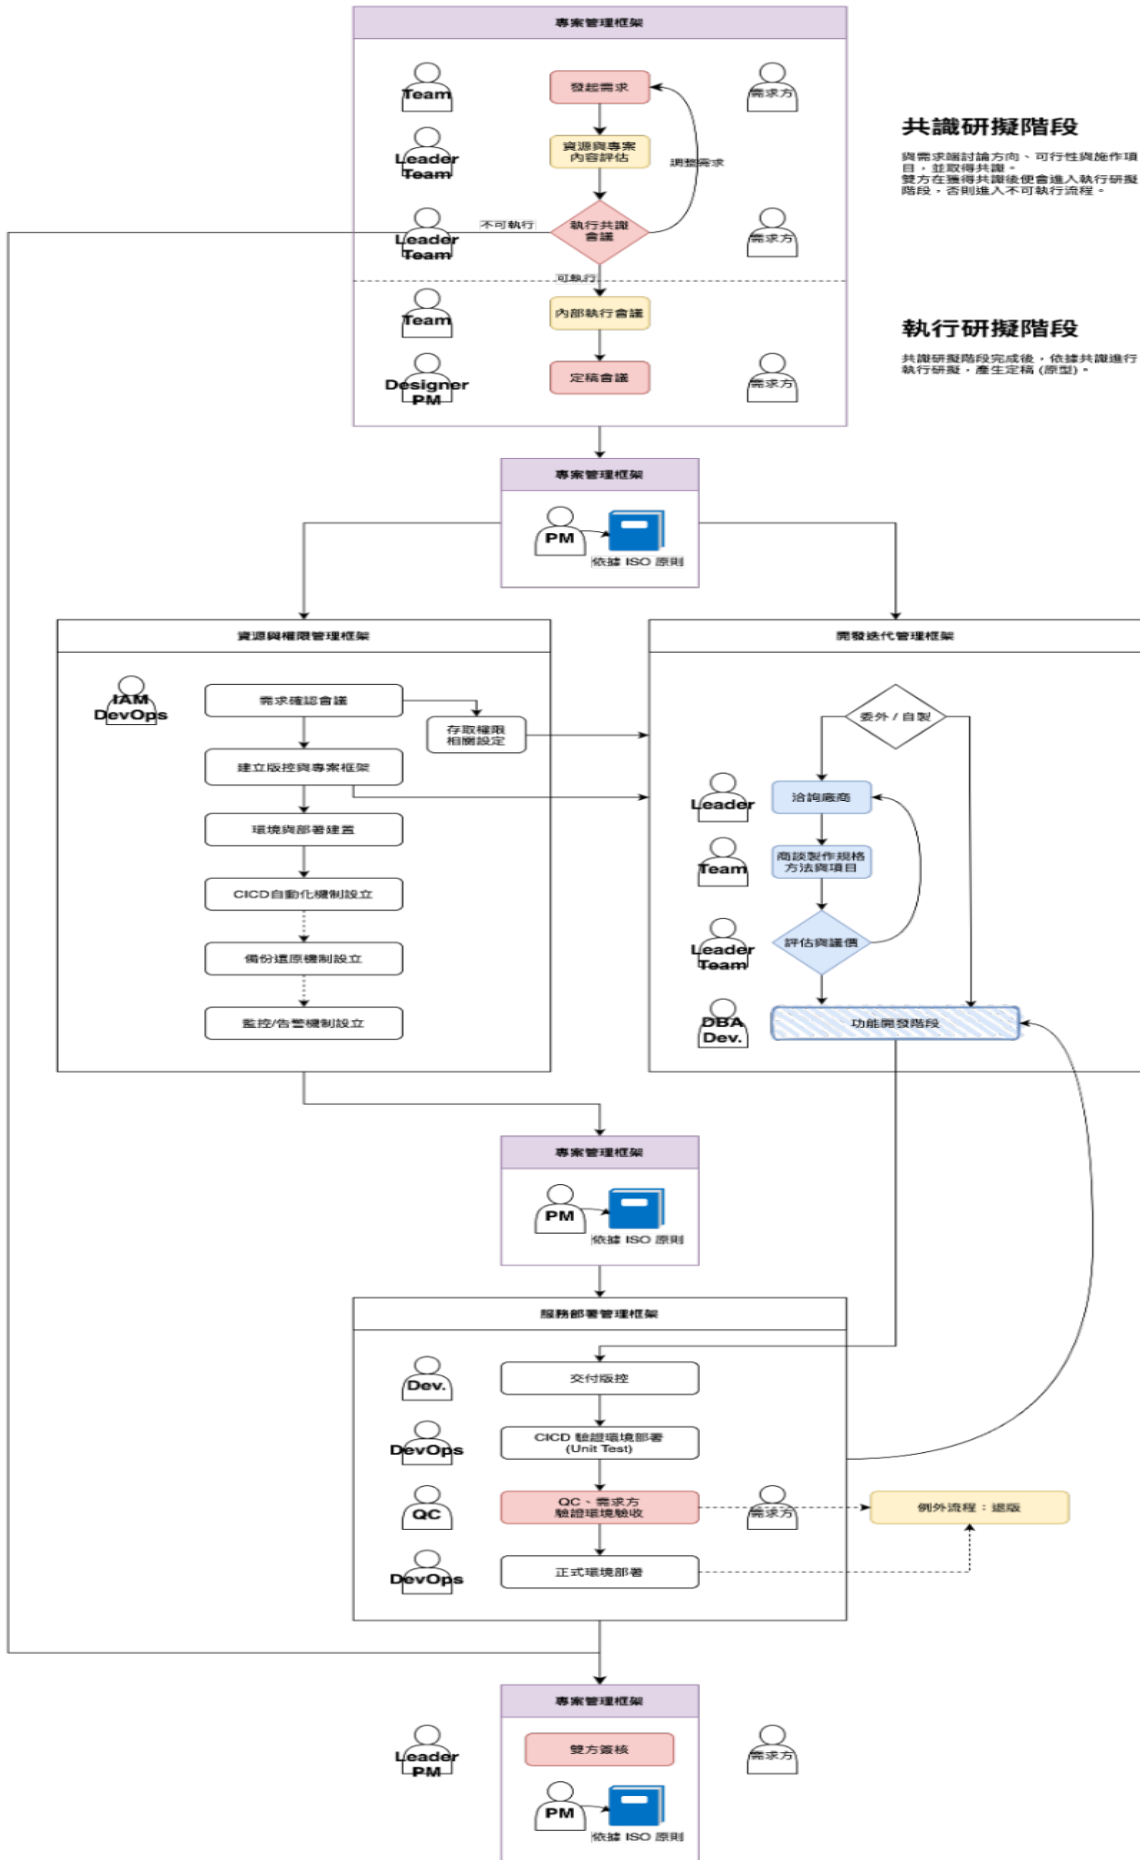 專案管理框架
Team
發起需求
需求方
Leader
Team
資源與專案
內容評估
調整需求
共識研擬階段
與需求端討論方向、可行性與施作項
目，並取得共識。
雙方在獲得共識後便會進入執行研擬
階段，否則進入不可執行流程。
不可執行
Leader
Team
執行共識
會議
需求方
可執行
Team
內部執行會議
執行研擬階段
共識研擬階段完成後，依據共識進行
執行研擬，產生定稿 (原型)。
Designer
PM
定稿會議
需求方
專案管理框架
PM
依據 ISO 原則
資源與權限管理框架
IAM
DevOps
需求確認會議
存取權限
相關設定
建立版控與專案框架
環境與部署建置
CICD自動化機制設立
備份還原機制設立
監控/告警機制設立
開發迭代管理框架
委外 / 自製
Leader
洽詢廠商
Team
商談製作規格
方法與項目
Leader
Team
評估與議價
DBA
Dev.
功能開發階段
專案管理框架
PM
依據 ISO 原則
服務部署管理框架
Dev.
交付版控
DevOps
CICD 驗證環境部署
(Unit Test)
QC
QC、需求方
驗證環境驗收
需求方
例外流程：退版
DevOps
正式環境部署
專案管理框架
Leader
PM
雙方簽核
需求方
PM
依據 ISO 原則